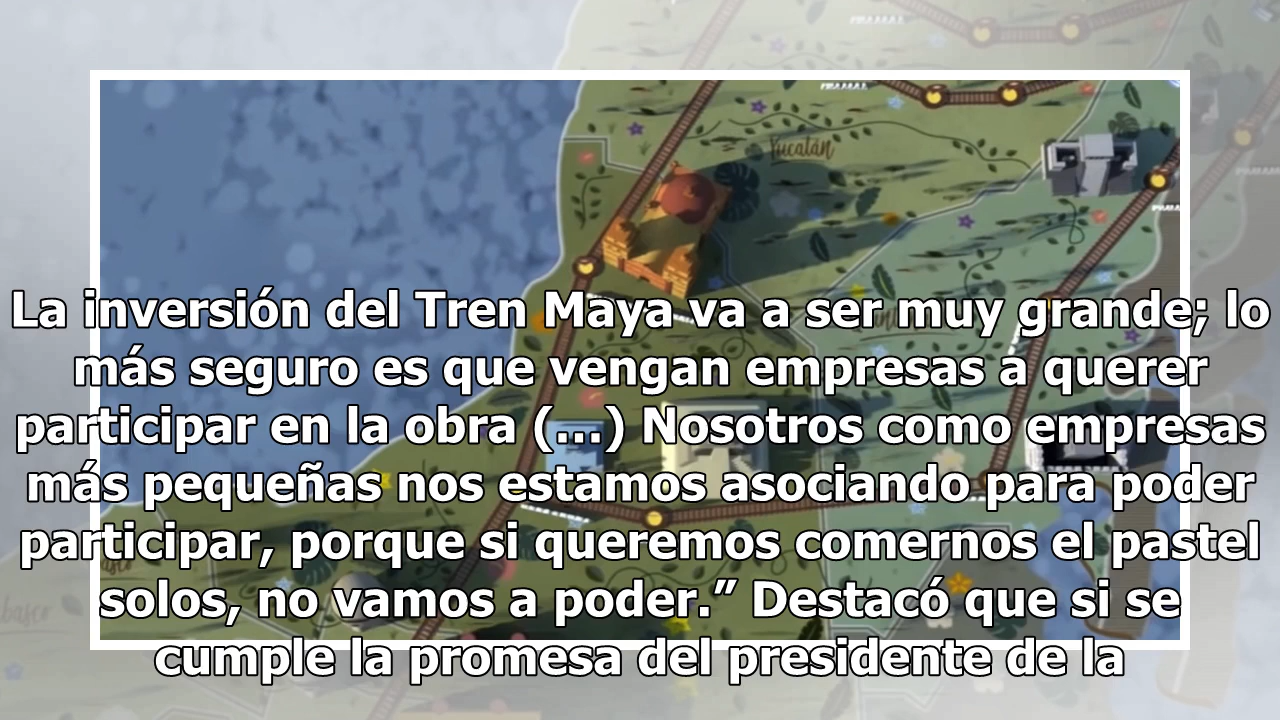 Yucatán
La inversión del Tren Maya va a ser muy grande; lo
más seguro es que vengan empresas a querer
participar en la obra (...) Nosotros como empresas
más pequeñas nos estamos asociando para poder
participar, porque si queremos comernos el pastel
solos, no vamos a poder.” Destacó que si se
cumple la promesa del presidente de la